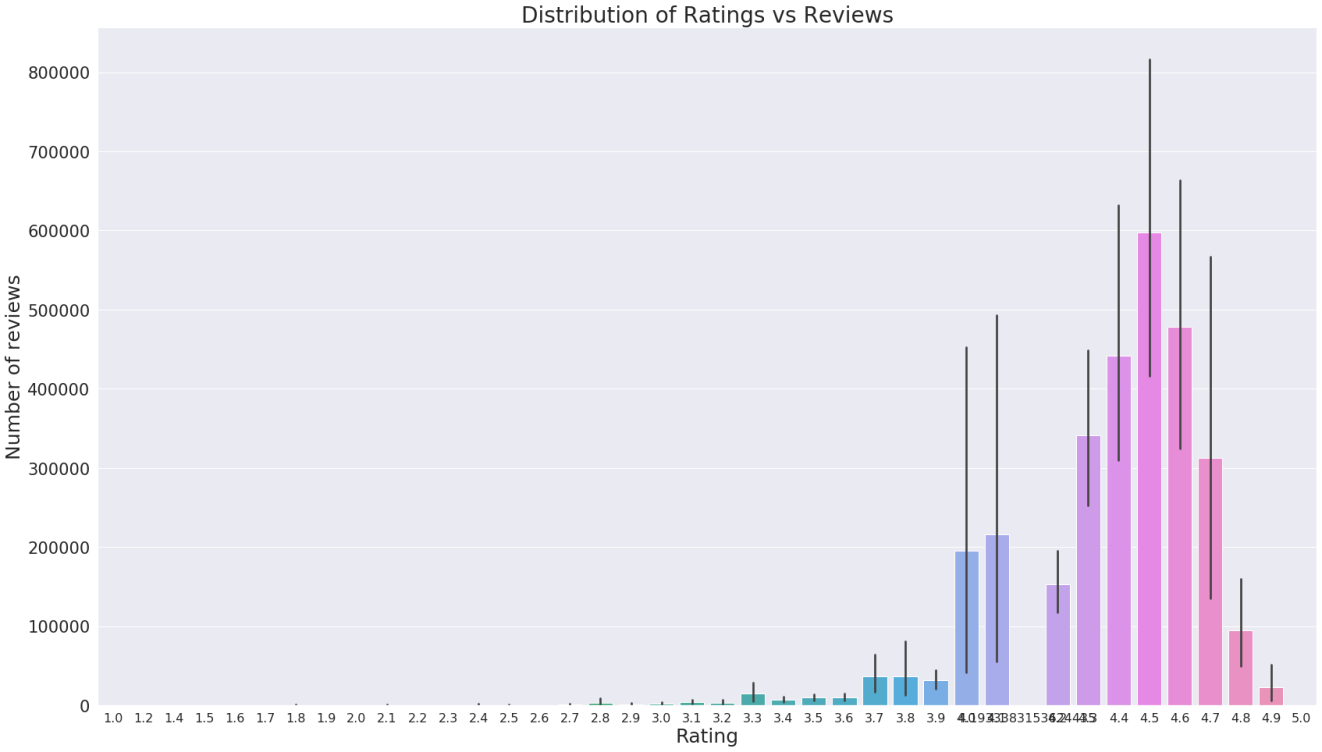 Distribution of Ratings vs Reviews
Number of reviews
800000
700000
600000
500000
400000
300000
200000
100000
0
1.0 1.2 1.4 1.5 1.6 1.7 1.8 1.9 2.0 2.1 2.2 2.3 2.4 2.5 2.6 2.7 2.8 2.9 3.0 3.1 3.2 3.3 3.4 3.5 3.6 3.7 3.8 3.9 4.0 4.1 4.2 4.3 4.4 4.5 4.6 4.7 4.8 4.9 5.0
Rating